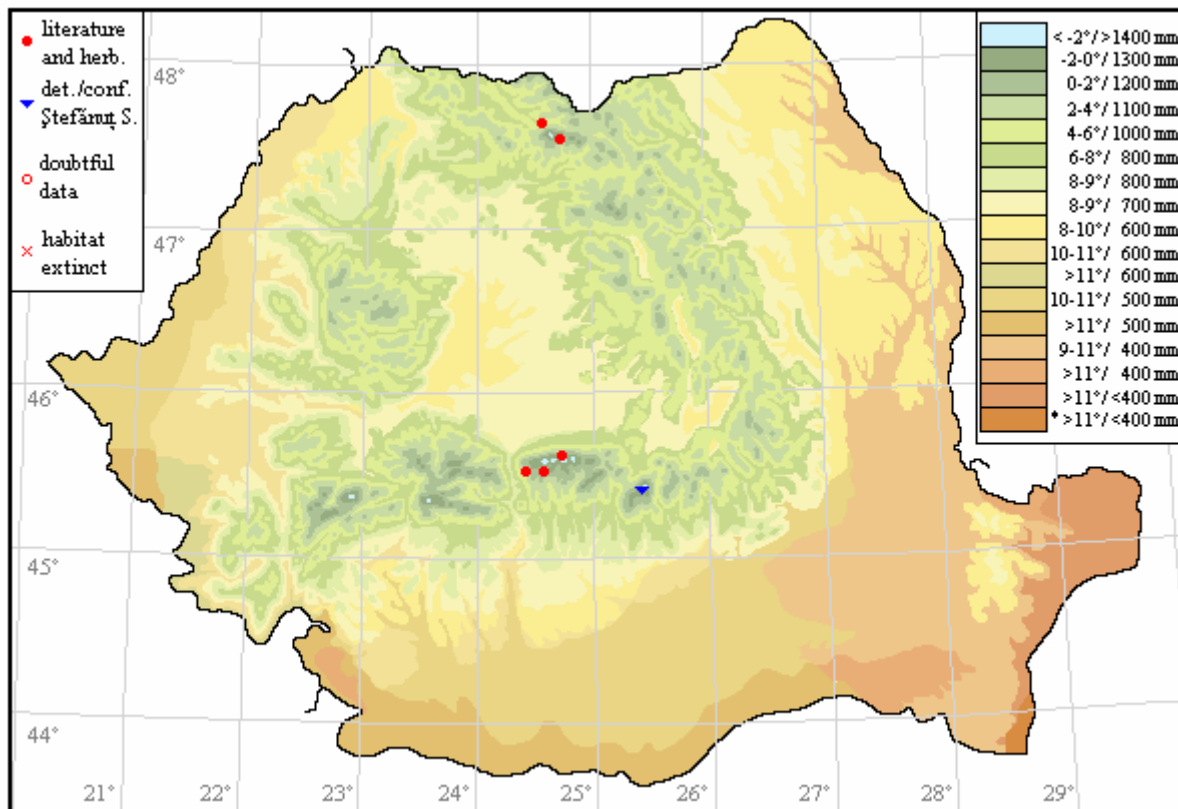 literature
and herb.
det./conf.
Ştefănuţ S.
doubtful
data
habitat
extinct
< -2°/>1400 mm
-2-0°/1300 mm
0-2°/1200 mm
2-4°/1100 mm
4-6°/1000 mm
6-8°/ 800 mm
8-9°/ 800 mm
8-9°/ 700 mm
8-10°/ 600 mm
10-11°/ 600 mm
>11°/ 600 mm
10-11°/ 500 mm
>11°/ 500 mm
9-11°/ 400 mm
>11°/ 400 mm
>11°/<400 mm
* >11°/<400 mm
48°
47°
46°
45°
44°
21° 22° 23° 24° 25° 26° 27° 28° 29°